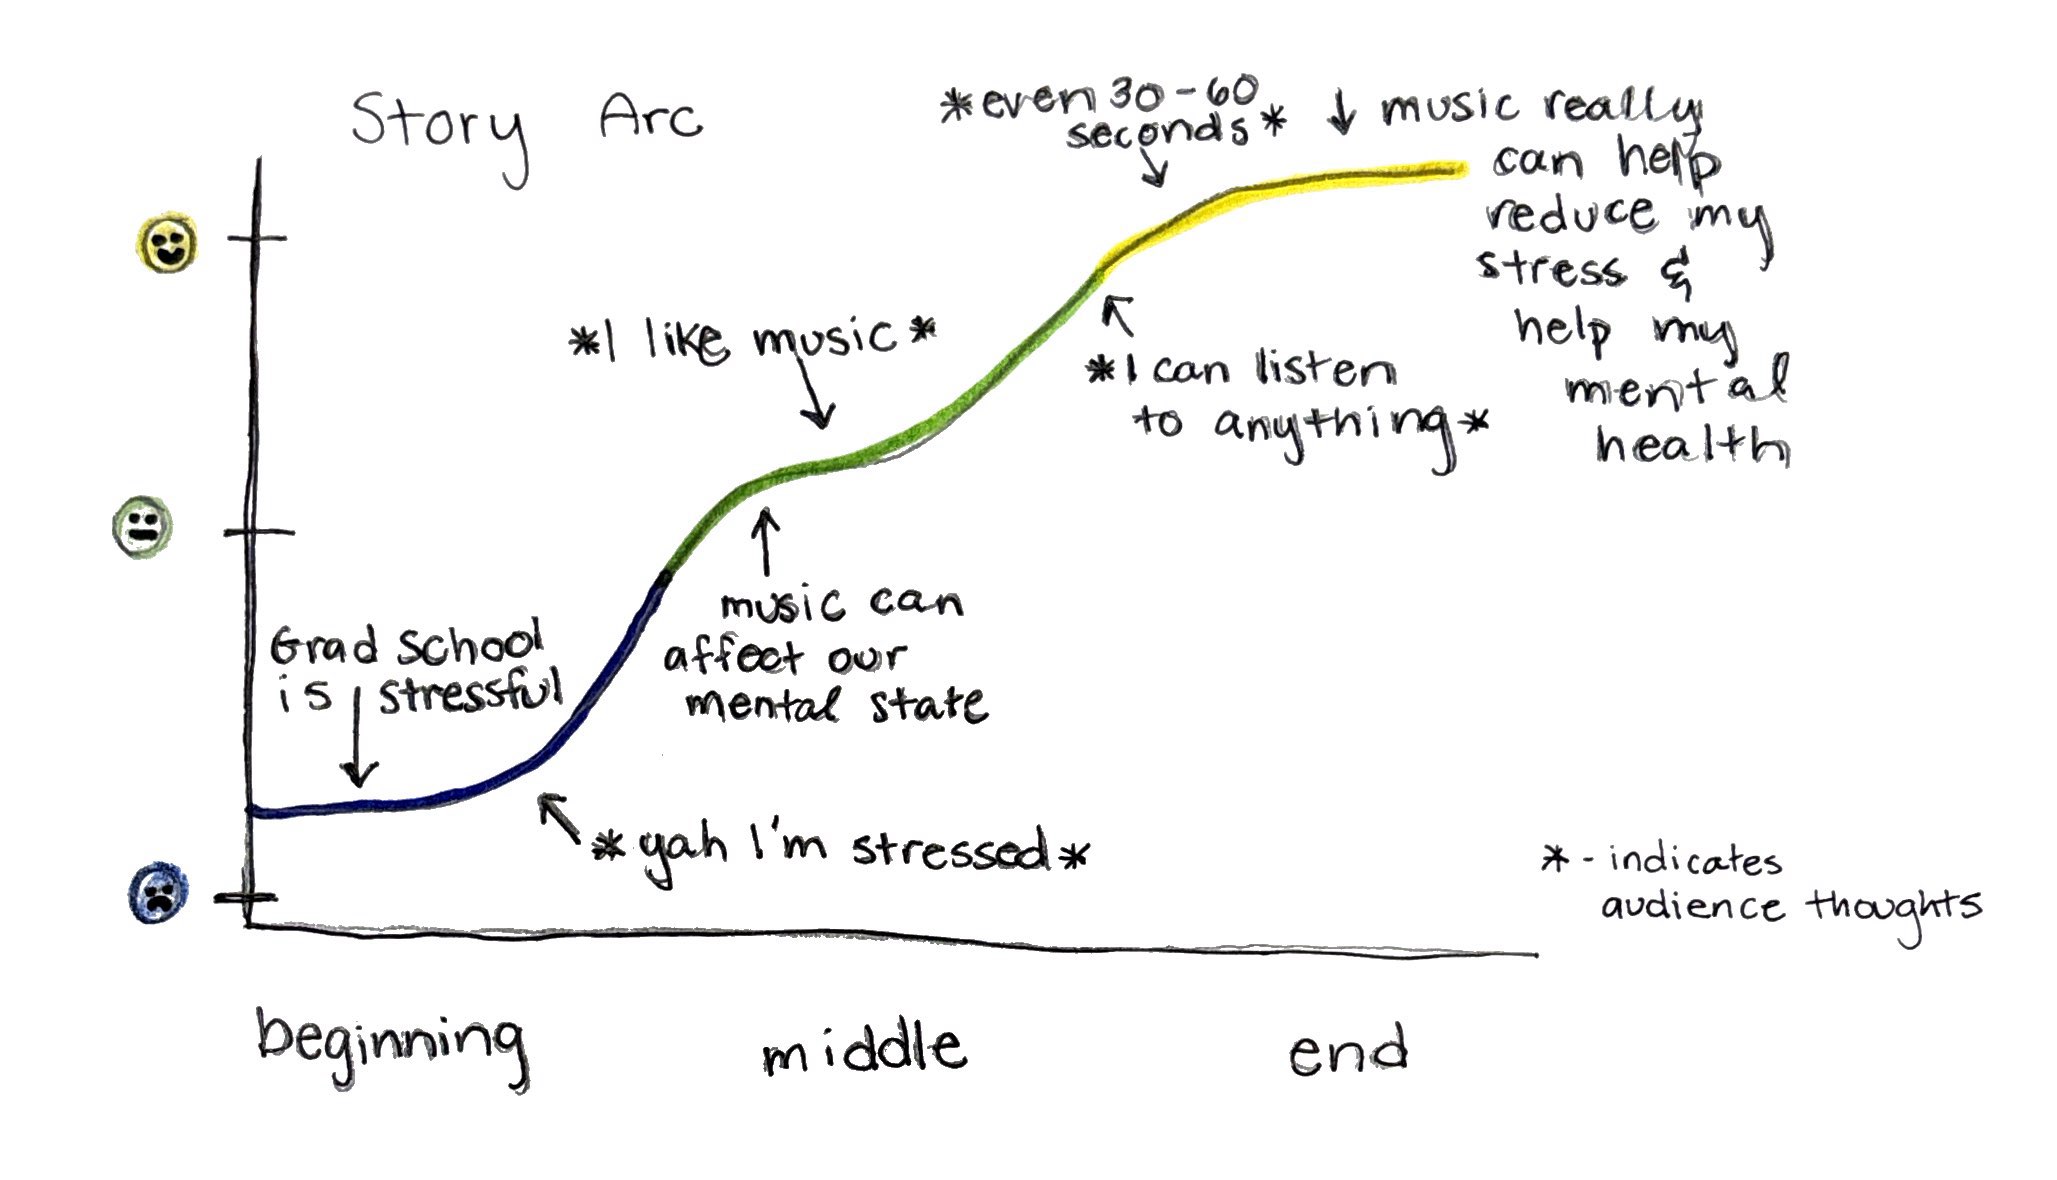 Story Arc
*even 30-60
seconds*
↓ music really
can help
reduce my
stress &
help my
mental
health
*I like music*
*I can listen
to anything*
music can
affect our
mental state
Grad school
is stressful
*yah I'm stressed*
* - indicates
audience thoughts
beginning
middle
end